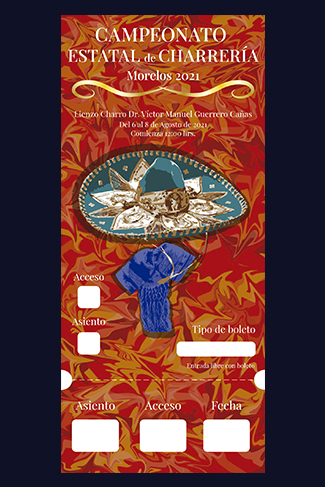 CAMPEONATO
ESTATAL de CHARRERÍA
Morelos 2021
Lienzo Charro Dr. Víctor Manuel Guerrero Cañas
Del 6 al 8 de Agosto de 2021
Comienza 12:00 hrs.
Acceso
Asiento
Tipo de boleto
Entrada libre con boleto
Asiento Acceso Fecha